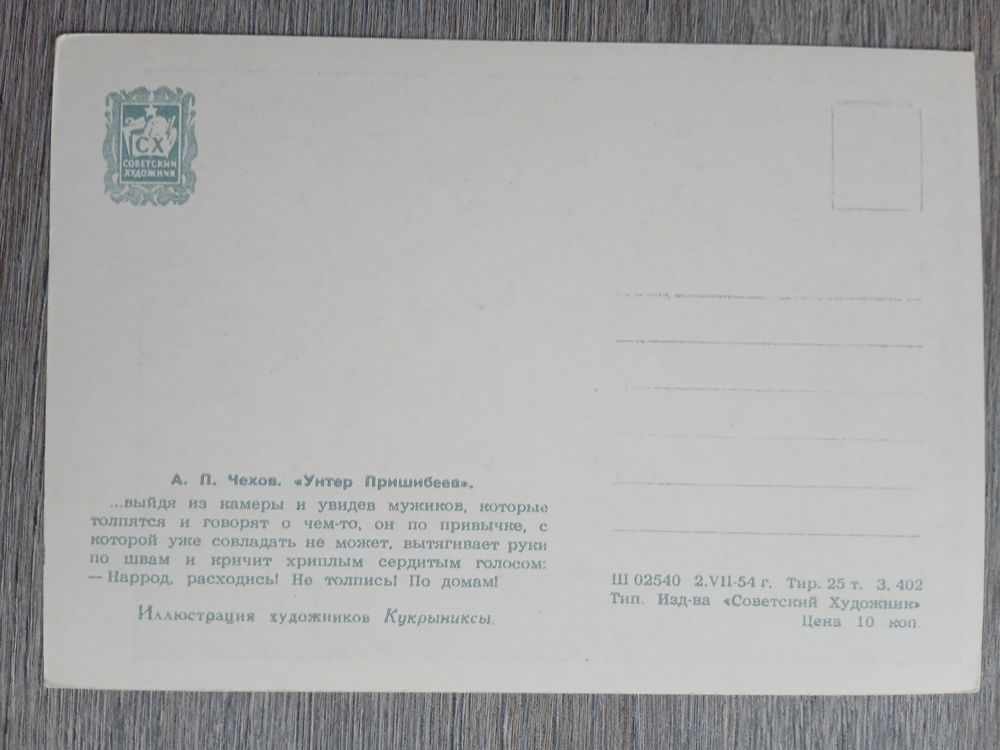 СХ
СОВЕТСКИЙ
ХУДОЖНИК
А. П. Чехов. «Унтер Пришибеев».
...выйдя из камеры и увидев мужиков, которые
толпятся и говорят о чем-то, он по привычке, с
которой уже совладать не может, вытягивает руки
по швам и кричит хриплым сердитым голосом:
— Наррод, расходись! Не толпись! По домам!
Иллюстрация художников Кукрыниксы.
Ш 02540 2.VII-54 г. Тир. 25 т. З. 402
Тип. Изд-ва «Советский Художник»
Цена 10 коп.